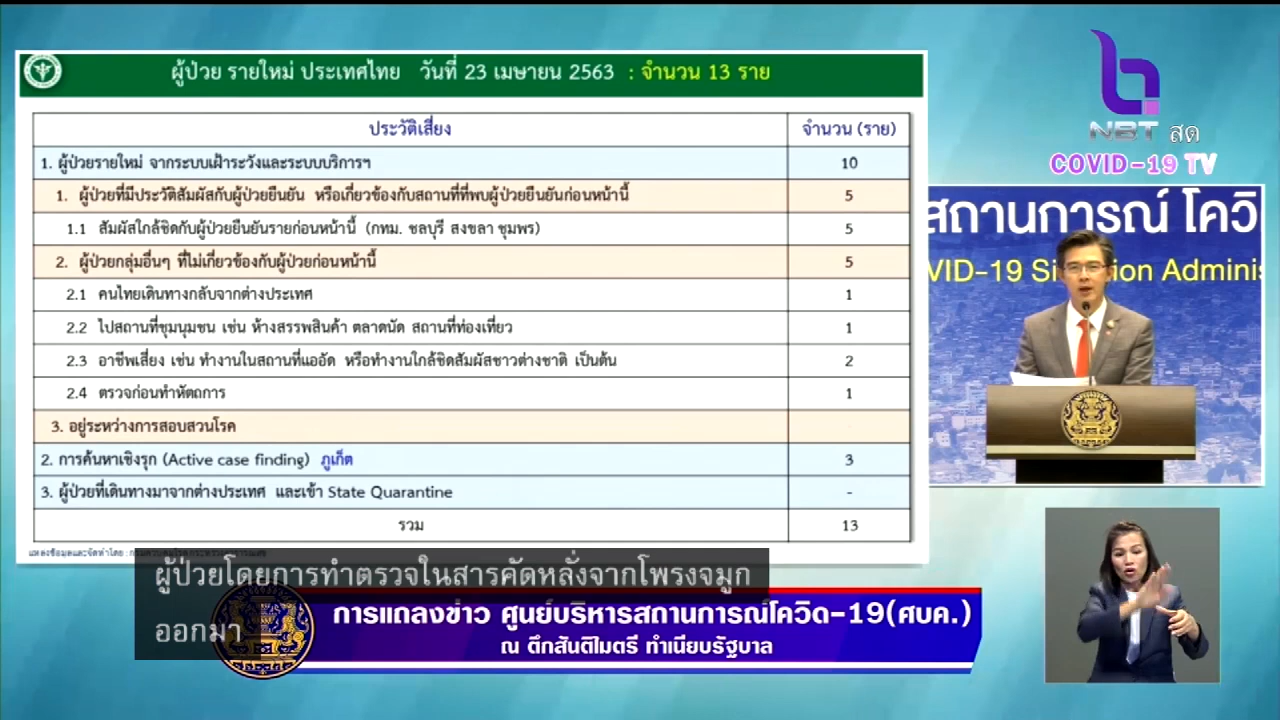 ผู้ป่วย รายใหม่ ประเทศไทย วันที่ 23 เมษายน 2563 : จำนวน 13 ราย
ประวัติเสี่ยง จำนวน (ราย)
1. ผู้ป่วยรายใหม่ จากระบบเฝ้าระวังและระบบบริการฯ 10
1. ผู้ป่วยที่มีประวัติสัมผัสกับผู้ป่วยยืนยัน หรือเกี่ยวข้องกับสถานที่ที่พบผู้ป่วยยืนยันก่อนหน้านี้ 5
1.1 สัมผัสใกล้ชิดกับผู้ป่วยยืนยันรายก่อนหน้านี้ (กทม. ชลบุรี สงขลา ชุมพร) 5
2. ผู้ป่วยกลุ่มอื่นๆ ที่ไม่เกี่ยวข้องกับผู้ป่วยก่อนหน้านี้ 5
2.1 คนไทยเดินทางกลับจากต่างประเทศ 1
2.2 ไปสถานที่ชุมนุมชน เช่น ห้างสรรพสินค้า ตลาดนัด สถานที่ท่องเที่ยว 1
2.3 อาชีพเสี่ยง เช่น ทำงานในสถานที่แออัด หรือทำงานใกล้ชิดสัมผัสชาวต่างชาติ เป็นต้น 2
2.4 ตรวจก่อนทำหัตถการ 1
3. อยู่ระหว่างการสอบสวนโรค
2. การค้นหาเชิงรุก (Active case finding) ภูเก็ต 3
3. ผู้ป่วยที่เดินทางมาจากต่างประเทศ และเข้า State Quarantine -
รวม 13
แหล่งข้อมูลและจัดทำโดย :
NBT สด
COVID-19 TV
สถานการณ์ โควิ
VID-19 Si ion Adminis
ผู้ป่วยโดยการทำตรวจในสารคัดหลั่งจากโพรงจมูก
ออกมา
การแถลงข่าว ศูนย์บริหารสถานการณ์โควิด-19(ศบค.)
ณ ตึกสันติไมตรี ทำเนียบรัฐบาล